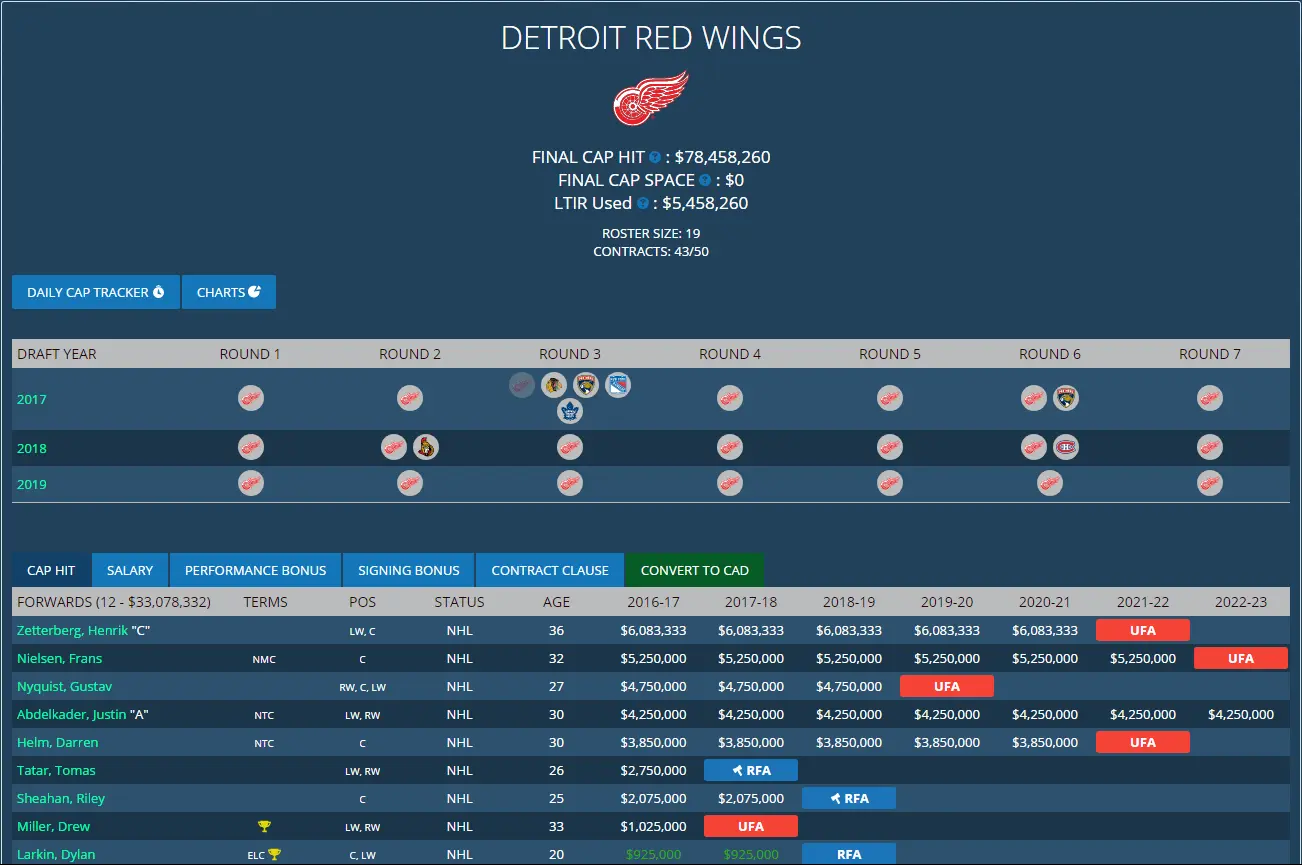 DETROIT RED WINGS
FINAL CAP HIT ? : $78,458,260
FINAL CAP SPACE ? : $0
LTIR Used ? : $5,458,260
ROSTER SIZE: 19
CONTRACTS: 43/50
DAILY CAP TRACKER CHARTS
DRAFT YEAR ROUND 1 ROUND 2 ROUND 3 ROUND 4 ROUND 5 ROUND 6 ROUND 7
2017
2018
2019
CAP HIT SALARY PERFORMANCE BONUS SIGNING BONUS CONTRACT CLAUSE CONVERT TO CAD
FORWARDS (12 - $33,078,332) TERMS POS STATUS AGE 2016-17 2017-18 2018-19 2019-20 2020-21 2021-22 2022-23
Zetterberg, Henrik "C" LW, C NHL 36 $6,083,333 $6,083,333 $6,083,333 $6,083,333 $6,083,333 UFA
Nielsen, Frans NMC C NHL 32 $5,250,000 $5,250,000 $5,250,000 $5,250,000 $5,250,000 $5,250,000 UFA
Nyquist, Gustav RW, C, LW NHL 27 $4,750,000 $4,750,000 $4,750,000 UFA
Abdelkader, Justin "A" NTC LW, RW NHL 30 $4,250,000 $4,250,000 $4,250,000 $4,250,000 $4,250,000 $4,250,000 $4,250,000
Helm, Darren NTC C NHL 30 $3,850,000 $3,850,000 $3,850,000 $3,850,000 $3,850,000 UFA
Tatar, Tomas LW, RW NHL 26 $2,750,000 RFA
Sheahan, Riley C NHL 25 $2,075,000 $2,075,000 RFA
Miller, Drew LW, RW NHL 33 $1,025,000 UFA
Larkin, Dylan ELC C, LW NHL 20 $925,000 $925,000 RFA